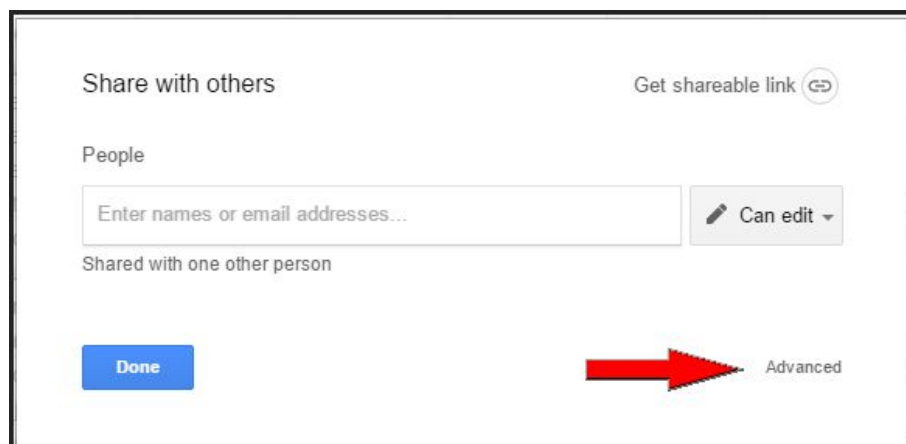 Share with others
Get shareable link
People
Enter names or email addresses...
Can edit
Shared with one other person
Done
Advanced